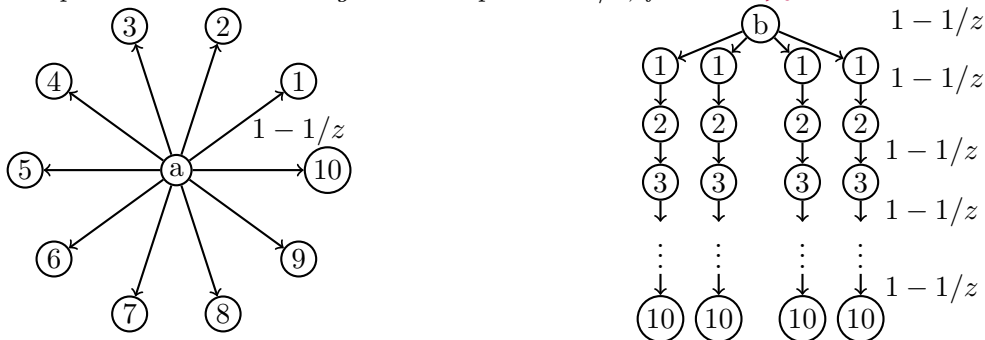 3 2
4 1
1 − 1/z
5 a 10
6 9
7 8
b 1 − 1/z
1 1 1 1 1 − 1/z
2 2 2 2
1 − 1/z
3 3 3 3
1 − 1/z
1 − 1/z
10 10 10 10